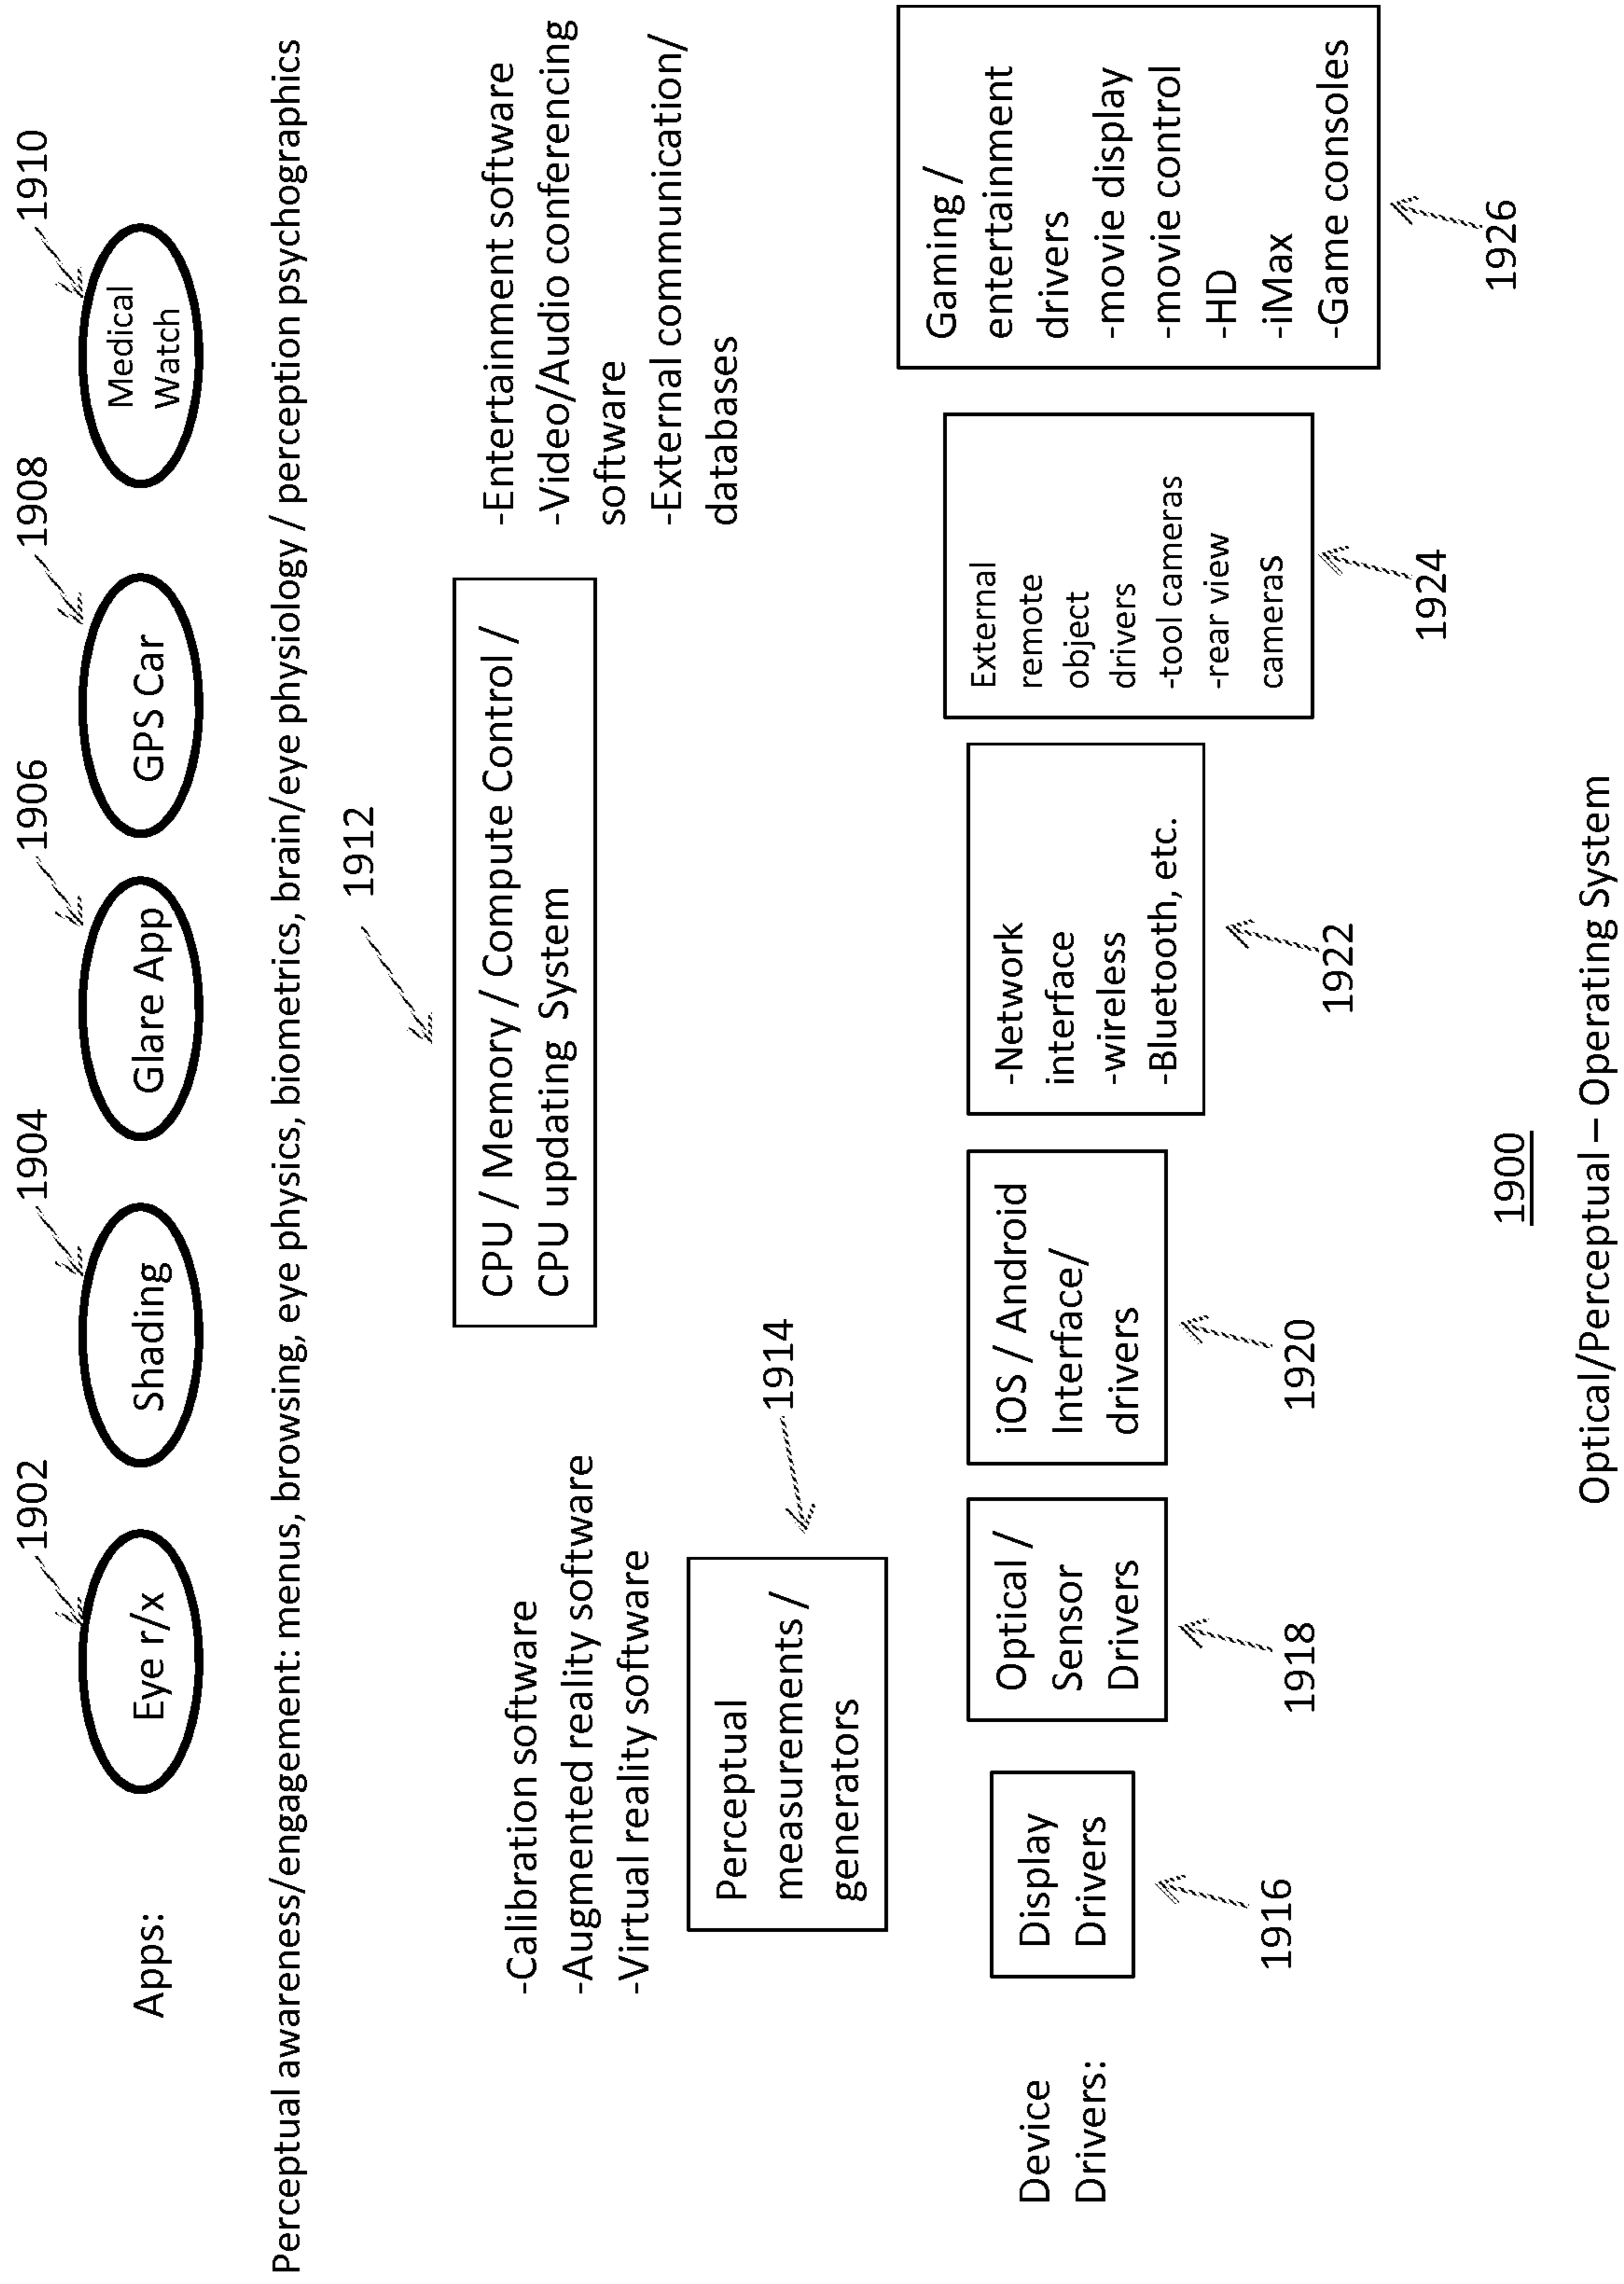 1902
1904
1906
1908
1910
Apps:
Eye r/x
Shading
Glare App
GPS Car
Medical
Watch
Perceptual awareness/engagement: menus, browsing, eye physics, biometrics, brain/eye physiology / perception psychographics
1912
-Calibration software
-Augmented reality software
-Virtual reality software
CPU / Memory / Compute Control /
CPU updating System
-Entertainment software
-Video/Audio conferencing
software
-External communication/
databases
1914
Perceptual
measurements /
generators
Device
Drivers:
Display
Drivers
1916
Optical /
Sensor
Drivers
1918
iOS / Android
Interface/
drivers
1920
-Network
interface
-wireless
-Bluetooth, etc.
1922
External
remote
object
drivers
-tool cameras
-rear view
cameras
1924
Gaming /
entertainment
drivers
-movie display
-movie control
-HD
-iMax
-Game consoles
1926
1900
Optical/Perceptual – Operating System